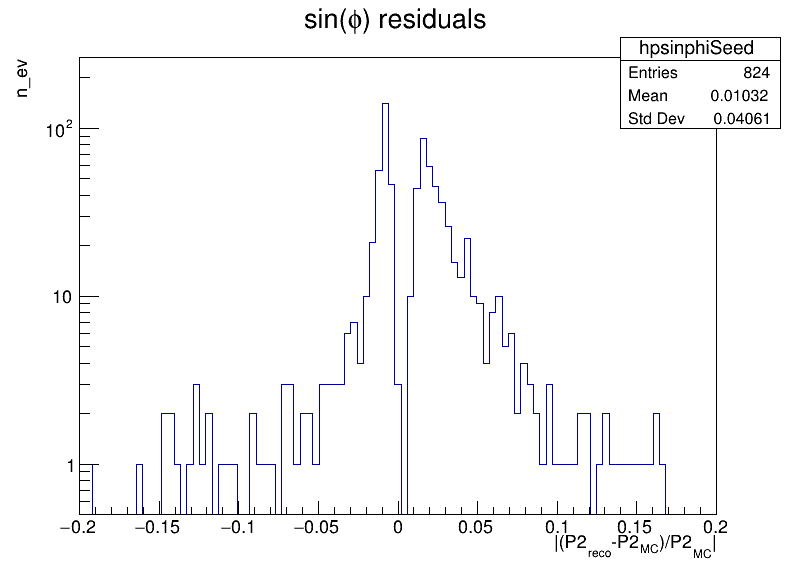 sin(ϕ) residuals
hpsinphiSeed
Entries 824
Mean 0.01032
Std Dev 0.04061
n_ev
10²
10
1
−0.2 −0.15 −0.1 −0.05 0 0.05 0.1 0.15 0.2
|(P2reco-P2MC)/P2MC|